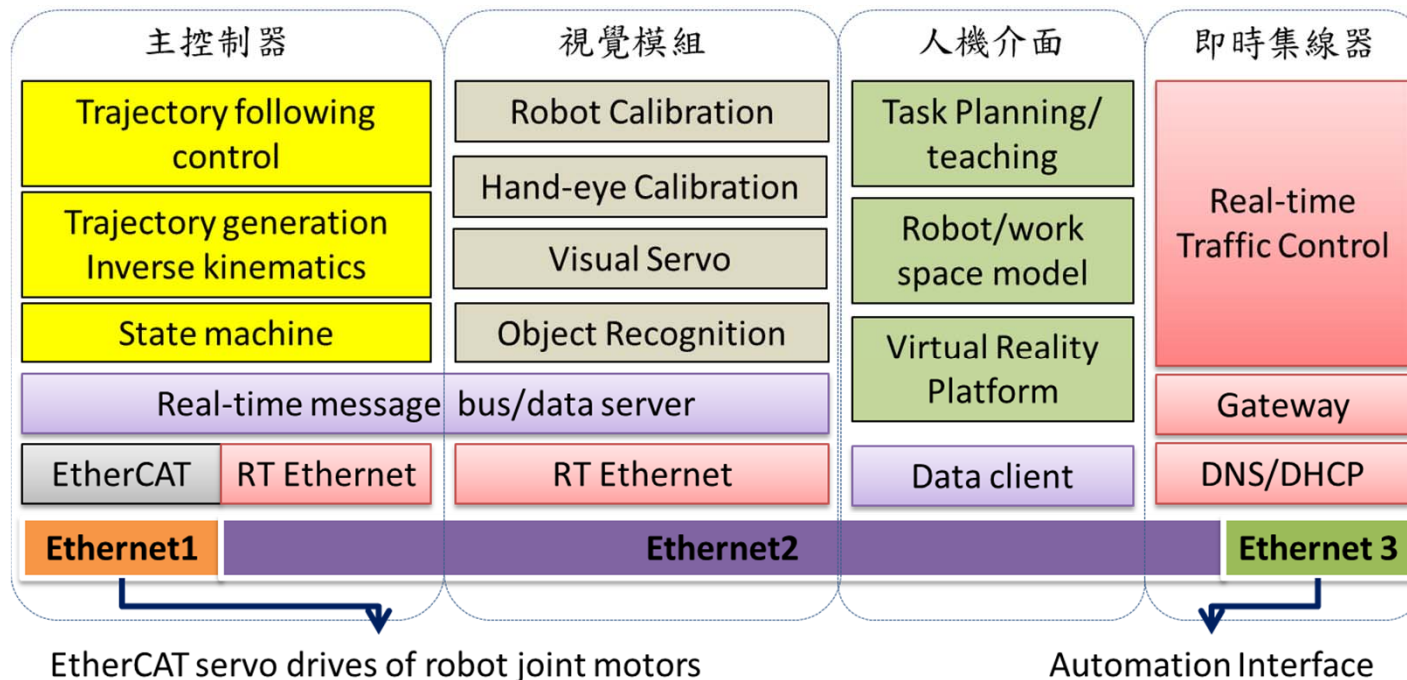 主控制器
Trajectory following
control
Trajectory generation
Inverse kinematics
State machine
視覺模組
Robot Calibration
Hand-eye Calibration
Visual Servo
Object Recognition
Real-time message bus/data server
EtherCAT
RT Ethernet
RT Ethernet
人機介面
Task Planning/
teaching
Robot/work
space model
Virtual Reality
Platform
Data client
即時集線器
Real-time
Traffic Control
Gateway
DNS/DHCP
Ethernet1
Ethernet2
Ethernet 3
EtherCAT servo drives of robot joint motors
Automation Interface